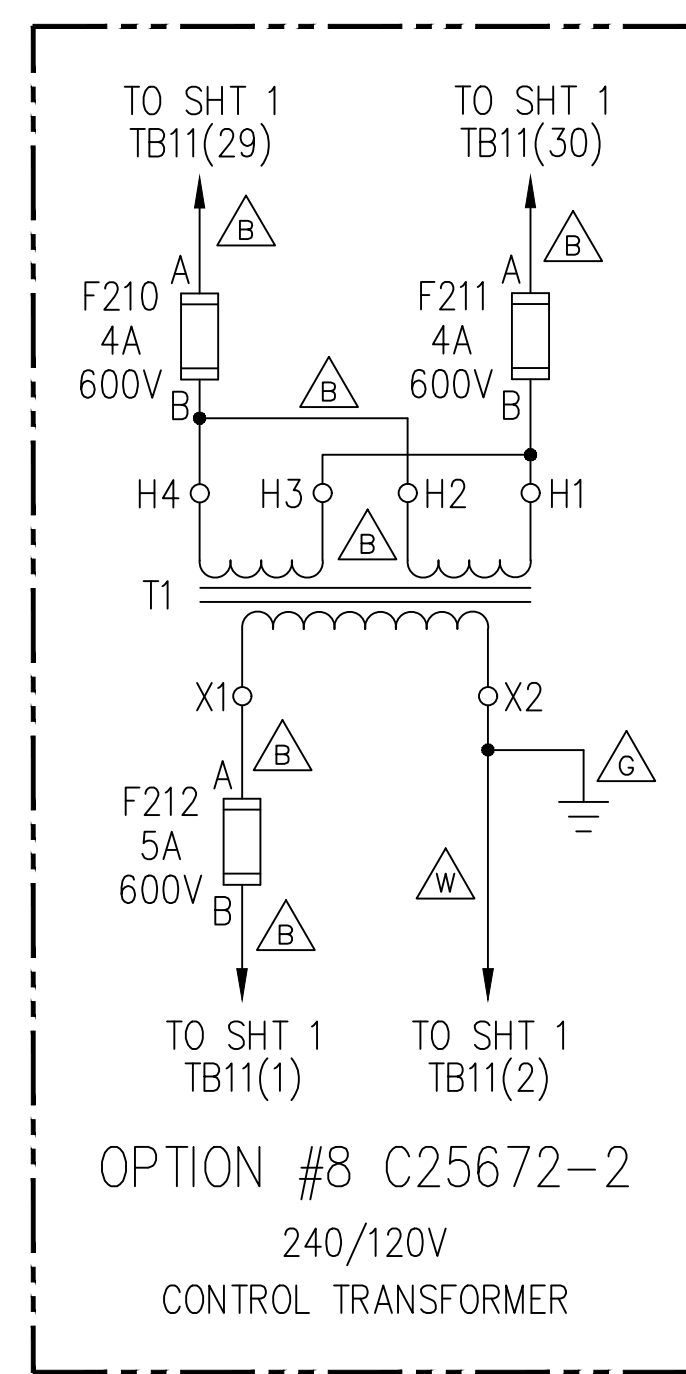 TO SHT 1
TB11(29)
TO SHT 1
TB11(30)
B
B
A
F210
4A
600V
B
A
F211
4A
600V
B
B
H4
H3
H2
H1
B
T1
X1
X2
B
G
A
F212
5A
600V
B
W
B
TO SHT 1
TB11(1)
TO SHT 1
TB11(2)
OPTION #8 C25672-2
240/120V
CONTROL TRANSFORMER